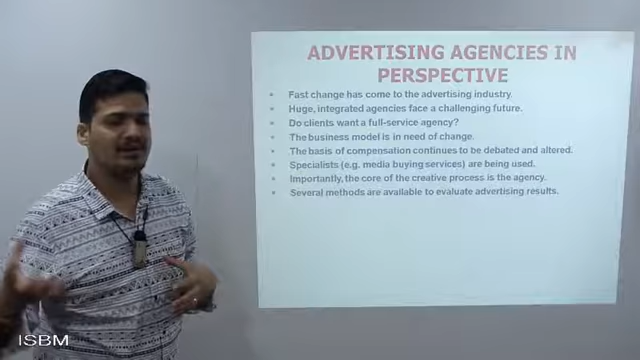 ADVERTISING AGENCIES IN
PERSPECTIVE
• Fast change has come to the advertising industry.
• Huge, integrated agencies face a challenging future.
• Do clients want a full-service agency?
• The business model is in need of change.
• The basis of compensation continues to be debated and altered.
• Specialists (e.g. media buying services) are being used.
• Importantly, the core of the creative process is the agency.
• Several methods are available to evaluate advertising results.
ISBM